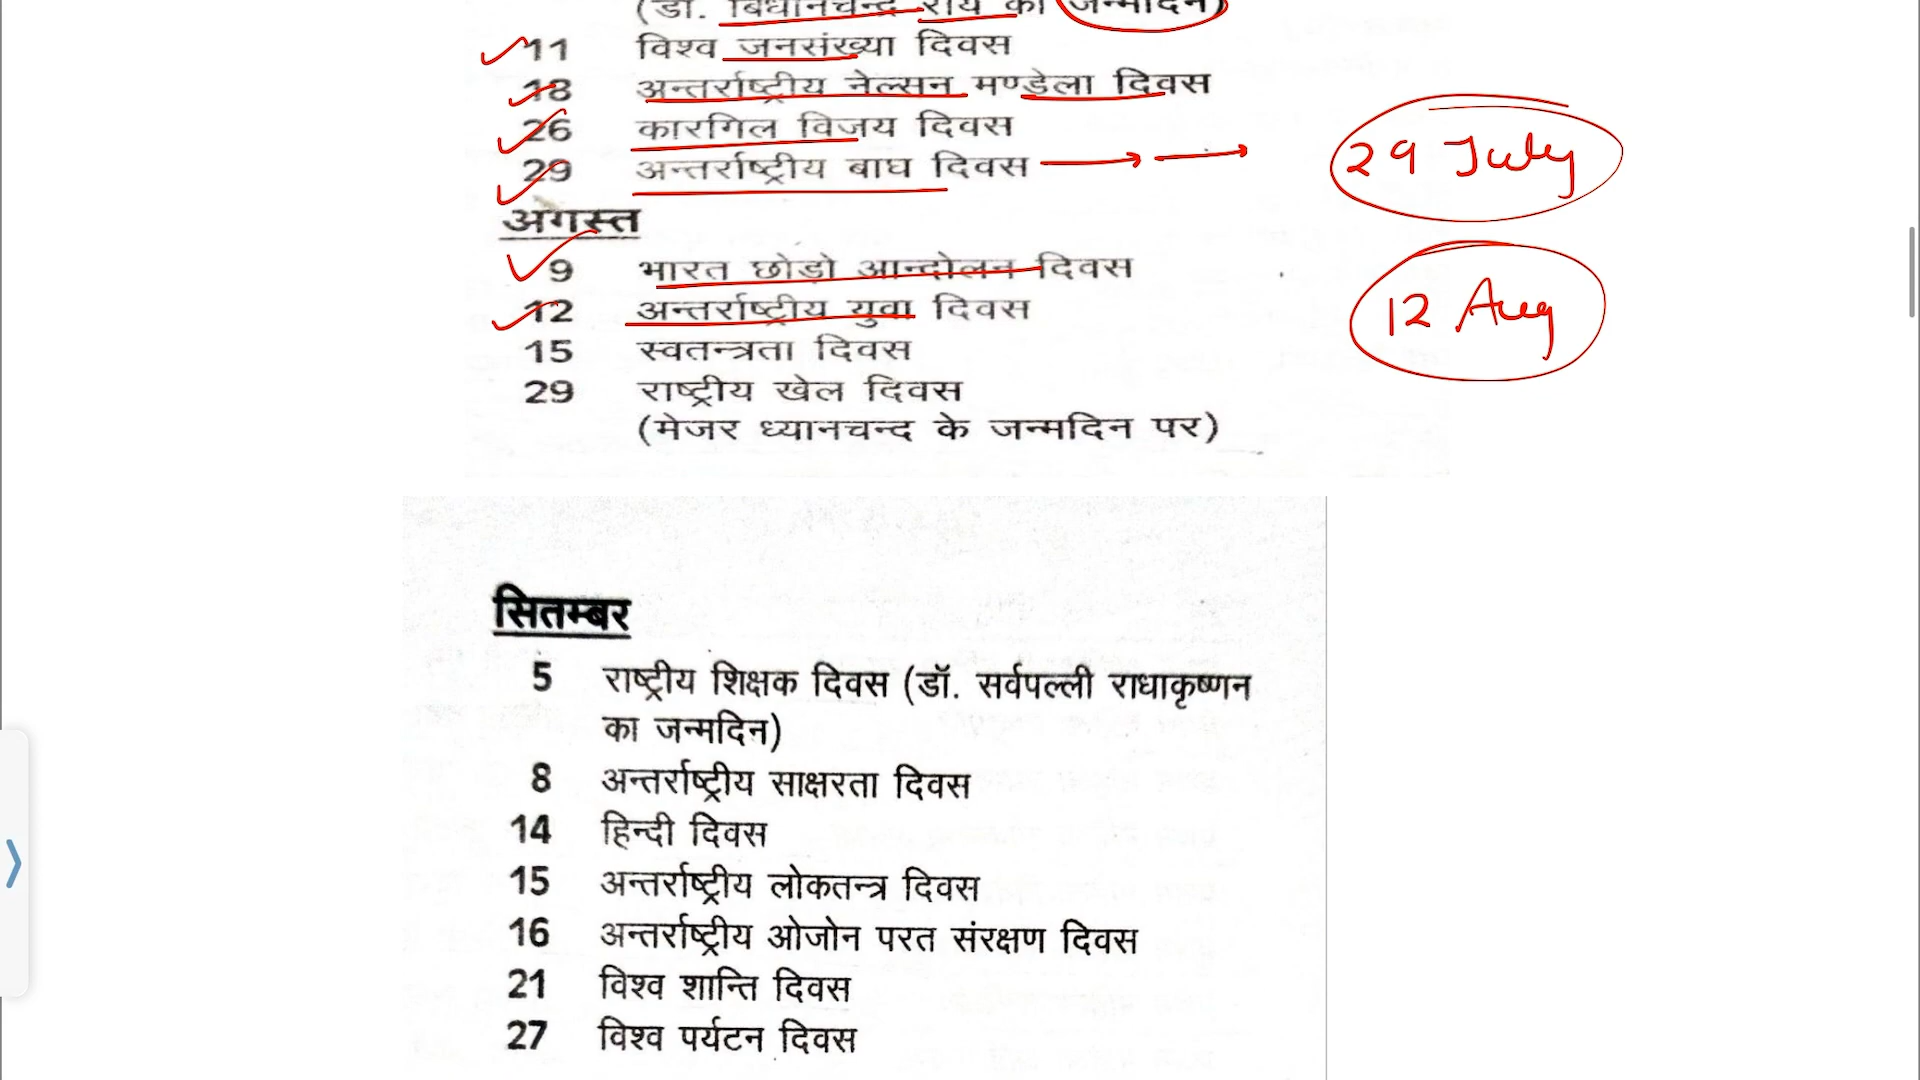 (डॉ. बिधानचन्द्र राय का जन्मदिन)
11 विश्व जनसंख्या दिवस
18 अन्तर्राष्ट्रीय नेल्सन मण्डेला दिवस
26 कारगिल विजय दिवस
29 अन्तर्राष्ट्रीय बाघ दिवस
29 July
अगस्त
9 भारत छोड़ो आन्दोलन दिवस
12 अन्तर्राष्ट्रीय युवा दिवस
12 Aug
15 स्वतन्त्रता दिवस
29 राष्ट्रीय खेल दिवस
(मेजर ध्यानचन्द के जन्मदिन पर)
सितम्बर
5 राष्ट्रीय शिक्षक दिवस (डॉ. सर्वपल्ली राधाकृष्णन
का जन्मदिन)
8 अन्तर्राष्ट्रीय साक्षरता दिवस
14 हिन्दी दिवस
15 अन्तर्राष्ट्रीय लोकतन्त्र दिवस
16 अन्तर्राष्ट्रीय ओजोन परत संरक्षण दिवस
21 विश्व शान्ति दिवस
27 विश्व पर्यटन दिवस